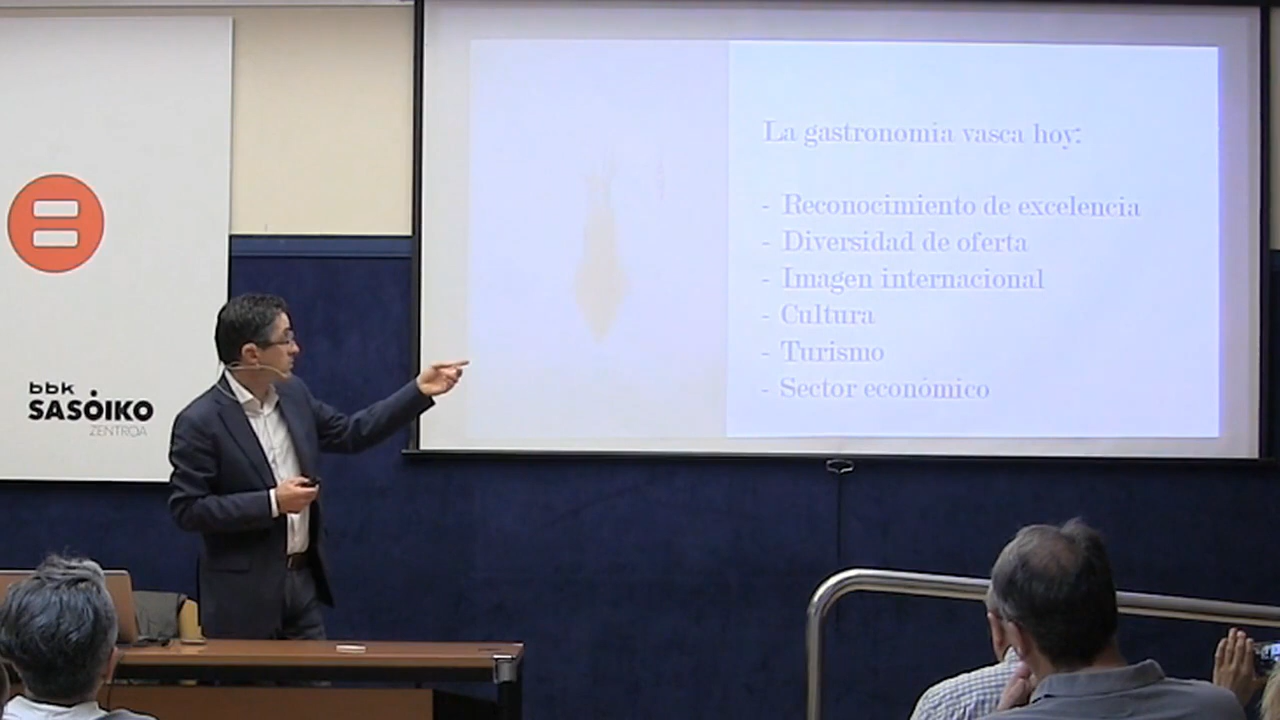 bbk
SASOIKO
ZENTROA
La gastronomia vasca hoy:
- Reconocimiento de excelencia
- Diversidad de oferta
- Imagen internacional
- Cultura
- Turismo
- Sector económico